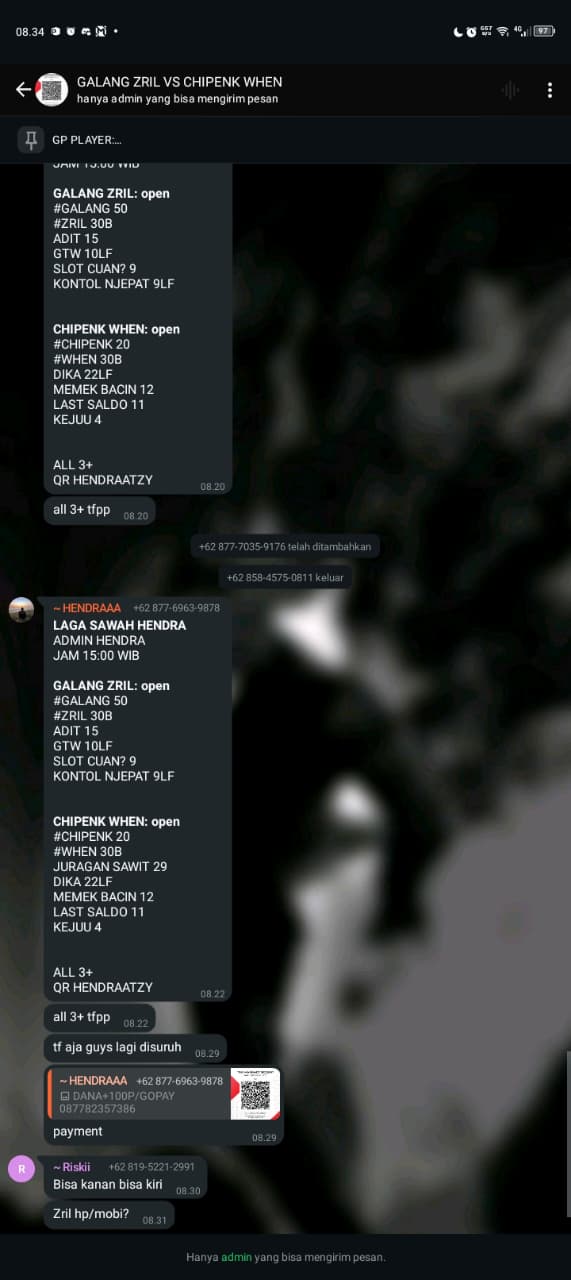 08.34
557
B/s
4G
97
GALANG ZRIL VS CHIPENK WHEN
hanya admin yang bisa mengirim pesan
GP PLAYER:...
JAM 15:00 WIB
GALANG ZRIL: open
#GALANG 50
#ZRIL 30B
ADIT 15
GTW 10LF
SLOT CUAN? 9
KONTOL NJEPAT 9LF
CHIPENK WHEN: open
#CHIPENK 20
#WHEN 30B
DIKA 22LF
MEMEK BACIN 12
LAST SALDO 11
KEJUU 4
ALL 3+
QR HENDRAATZY
08.20
all 3+ tfpp 08.20
+62 877-7035-9176 telah ditambahkan
+62 858-4575-0811 keluar
~ HENDRAAA +62 877-6963-9878
LAGA SAWAH HENDRA
ADMIN HENDRA
JAM 15:00 WIB
GALANG ZRIL: open
#GALANG 50
#ZRIL 30B
ADIT 15
GTW 10LF
SLOT CUAN? 9
KONTOL NJEPAT 9LF
CHIPENK WHEN: open
#CHIPENK 20
#WHEN 30B
JURAGAN SAWIT 29
DIKA 22LF
MEMEK BACIN 12
LAST SALDO 11
KEJUU 4
ALL 3+
QR HENDRAATZY
08.22
all 3+ tfpp 08.22
tf aja guys lagi disuruh 08.29
~ HENDRAAA +62 877-6963-9878
DANA+100P/GOPAY
087782357386
payment
08.29
R
~ Riskii +62 819-5221-2991
Bisa kanan bisa kiri 08.30
Zril hp/mobi? 08.31
Hanya admin yang bisa mengirim pesan.